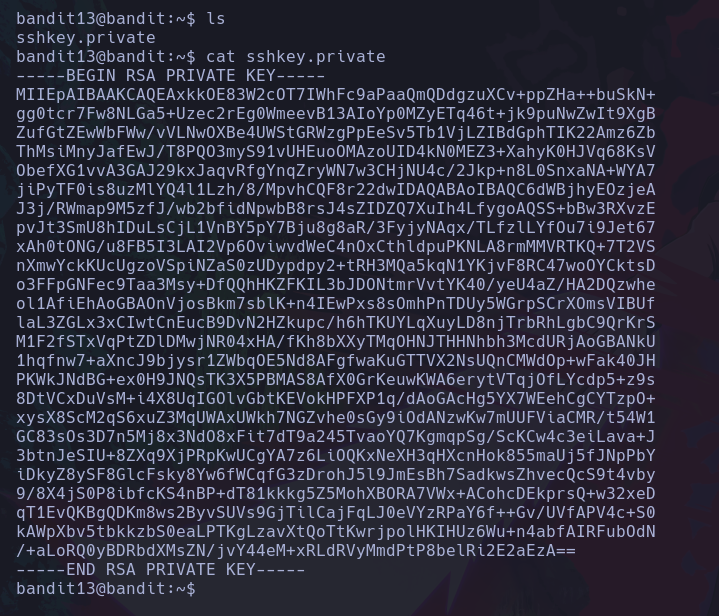 bandit13@bandit:~$ ls
sshkey.private
bandit13@bandit:~$ cat sshkey.private
-----BEGIN RSA PRIVATE KEY-----
MIIEpAIBAAKCAQEAxkkOE83W2cOT7IWhFc9aPaaQmQDdgzuXCv+ppZHa++buSkN+
gg0tcr7Fw8NLGa5+Uzec2rEg0WmeevB13AIoYp0MZyETq46t+jk9puNwZwIt9XgB
ZufGtZEwWbFWw/vVLNwOXBe4UWStGRWzgPpEeSv5Tb1VjLZIBdGphTIK22Amz6Zb
ThMsiMnyJafEwJ/T8PQO3myS91vUHEuoOMAzoUID4kN0MEZ3+XahyK0HJVq68KsV
ObefXG1vvA3GAJ29kxJaqvRfgYnqZryWN7w3CHjNU4c/2Jkp+n8L0SnxaNA+WYA7
jiPyTF0is8uzMlYQ4l1Lzh/8/MpvhCQF8r22dwIDAQABAoIBAQC6dWBjhyEOzjeA
J3j/RWmap9M5zfJ/wb2bfidNpwbB8rsJ4sZIDZQ7XuIh4LfygoAQSS+bBw3RXvzE
pvJt3SmU8hIDuLsCjL1VnBY5pY7Bju8g8aR/3FyjyNAqx/TLfzlLYfOu7i9Jet67
xAh0tONG/u8FB5I3LAI2Vp6OviwvdWeC4nOxCthldpuPKNLA8rmMMVRTKQ+7T2VS
nXmwYckKUcUgzoVSpiNZaS0zUDypdpy2+tRH3MQa5kqN1YKjvF8RC47woOYCktsD
o3FFpGNFec9Taa3Msy+DfQQhHKZFKIL3bJDONtmrVvtYK40/yeU4aZ/HA2DQzwhe
ol1AfiEhAoGBAOnVjosBkm7sblK+n4IEwPxs8sOmhPnTDUy5WGrpSCrXOmsVIBUf
laL3ZGLx3xCIwtCnEucB9DvN2HZkupc/h6hTKUYLqXuyLD8njTrbRhLgbC9QrKrS
M1F2fSTxVqPtZDlDMwjNR04xHA/fKh8bXXyTMqOHNJTHHNhbh3McdURjAoGBANkU
1hqfnw7+aXncJ9bjysr1ZWbqOE5Nd8AFgfwaKuGTTVX2NsUQnCMWdOp+wFak40JH
PKWkJNdBG+ex0H9JNQsTK3X5PBMAS8AfX0GrKeuwKWA6erytVTqjOfLYcdp5+z9s
8DtVCxDuVsM+i4X8UqIGOlvGbtKEVokHPFXP1q/dAoGAcHg5YX7WEehCgCYTzpO+
xysX8ScM2qS6xuZ3MqUWAxUWkh7NGZvhe0sGy9iOdANzwKw7mUUFViaCMR/t54W1
GC83sOs3D7n5Mj8x3NdO8xFit7dT9a245TvaoYQ7KgmqpSg/ScKCw4c3eiLava+J
3btnJeSIU+8ZXq9XjPRpKwUCgYA7z6LiOQKxNeXH3qHXcnHok855maUj5fJNpPbY
iDkyZ8ySF8GlcFsky8Yw6fWCqfG3zDrohJ5l9JmEsBh7SadkwsZhvecQcS9t4vby
9/8X4jS0P8ibfcKS4nBP+dT81kkkg5Z5MohXBORA7VWx+ACohcDEkprsQ+w32xeD
qT1EvQKBgQDKm8ws2ByvSUVs9GjTilCajFqLJ0eVYzRPaY6f++Gv/UVfAPV4c+S0
kAWpXbv5tbkkzbS0eaLPTKgLzavXtQoTtKwrjpolHKIHUz6Wu+n4abfAIRFubOdN
/+aLoRQ0yBDRbdXMsZN/jvY44eM+xRLdRVyMmdPtP8belRi2E2aEzA==
-----END RSA PRIVATE KEY-----
bandit13@bandit:~$